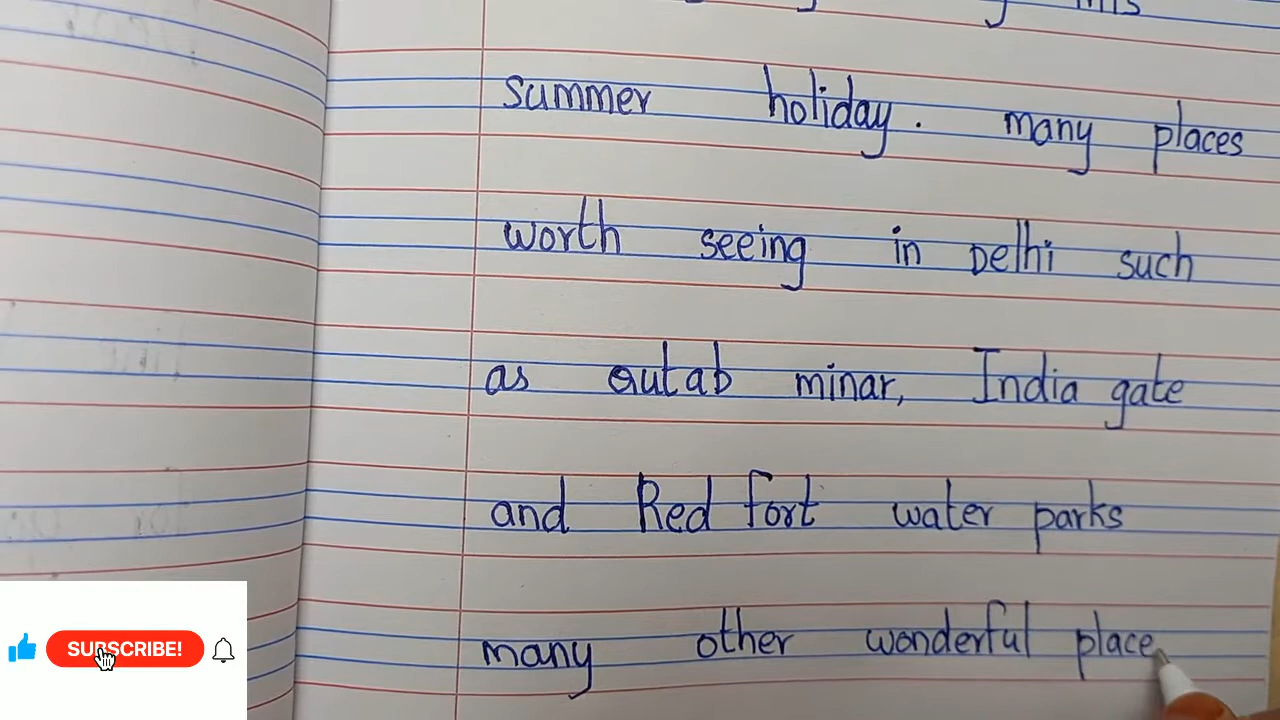 summer holiday. many places
worth seeing in Delhi such
as Qutab minar, India gate
and Red fort water parks
many other wonderful place
SUBSCRIBE!